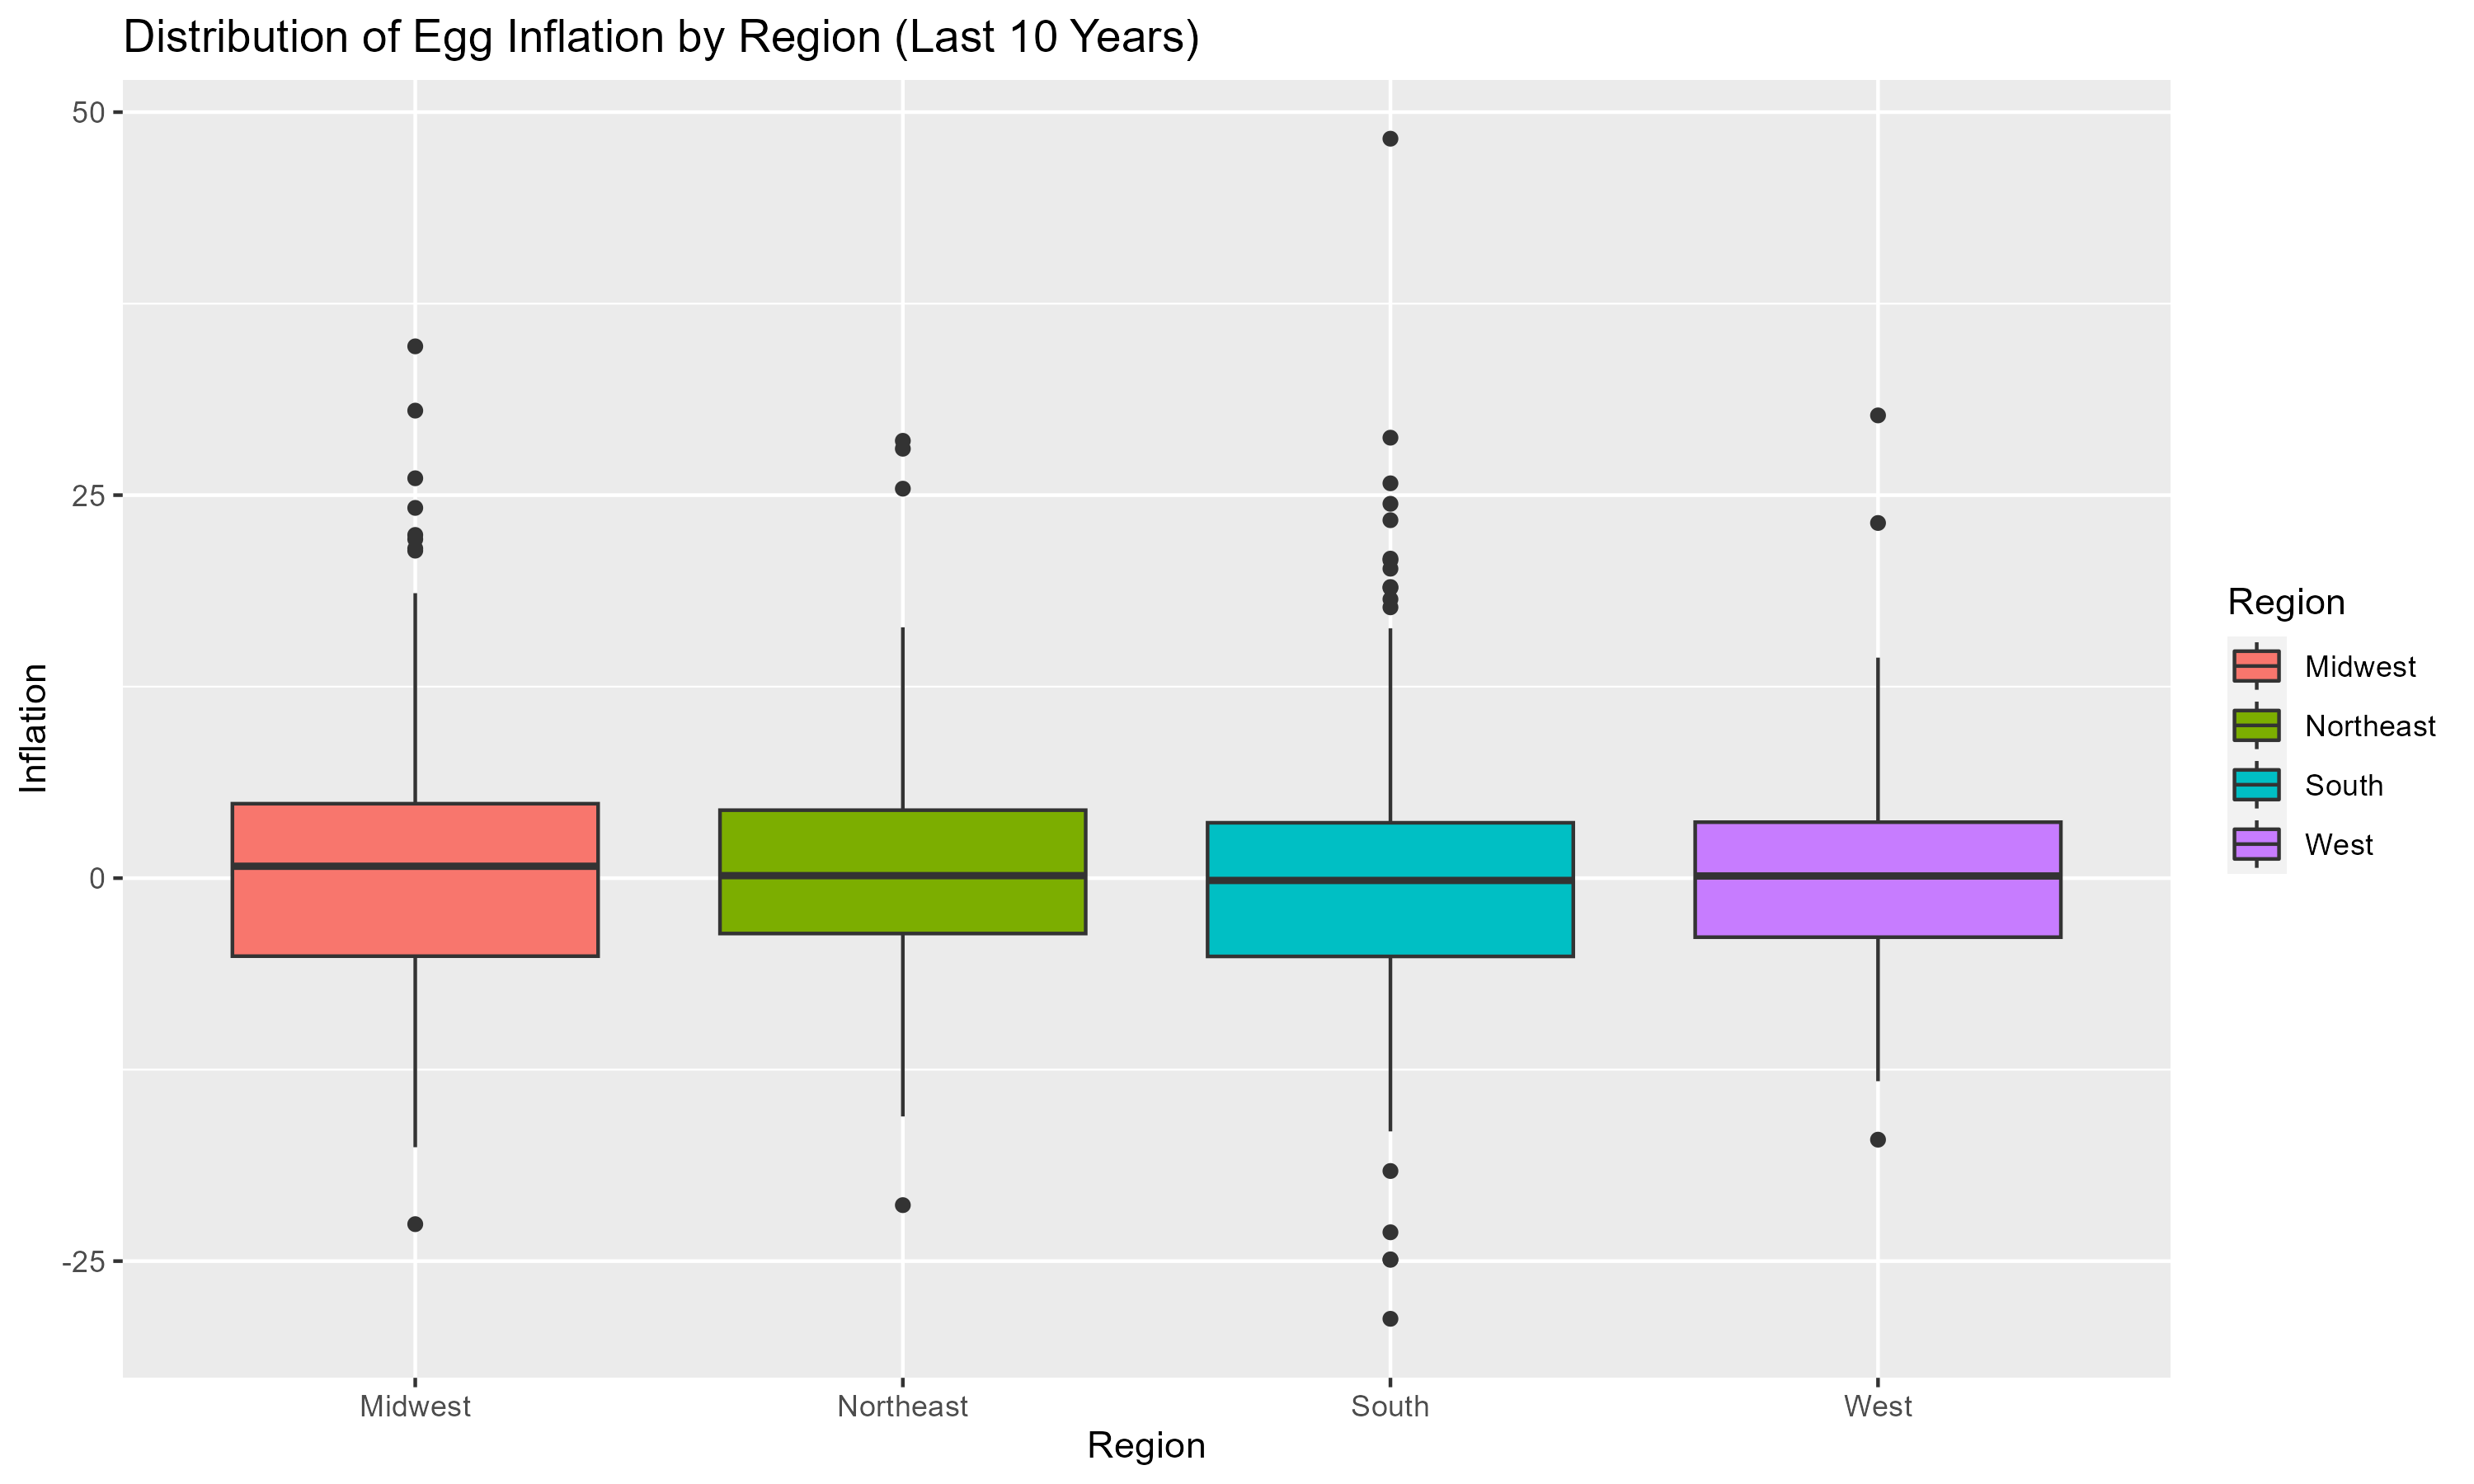 Distribution of Egg Inflation by Region (Last 10 Years)
50
25
0
-25
Inflation
Midwest
Northeast
South
West
Region
Region
Midwest
Northeast
South
West